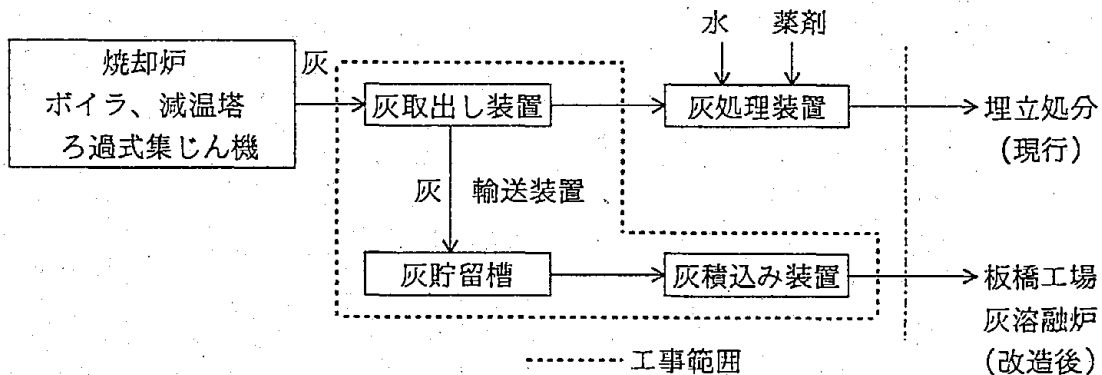 水 薬剤
焼却炉
ボイラ、減温塔
ろ過式集じん機
灰
灰取出し装置
灰処理装置
埋立処分
(現行)
灰 輸送装置
灰貯留槽
灰積込み装置
板橋工場
灰溶融炉
(改造後)
工事範囲